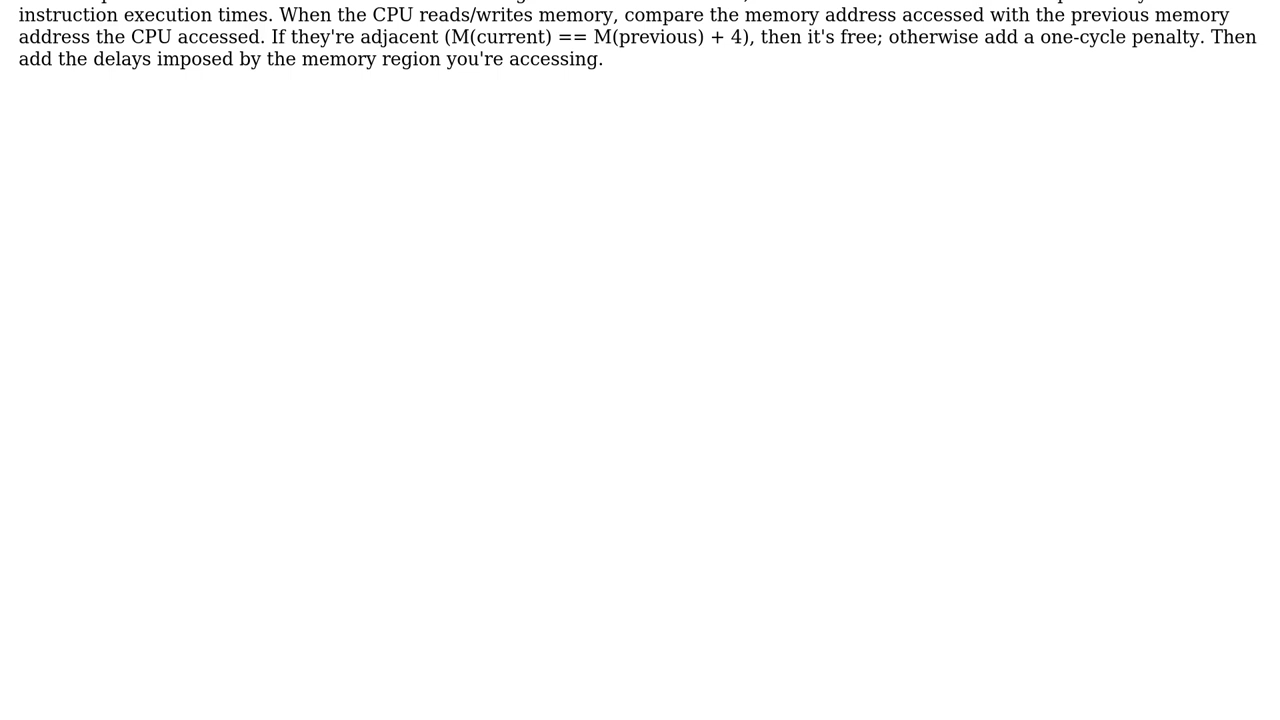 instruction execution times. When the CPU reads/writes memory, compare the memory address accessed with the previous memory
address the CPU accessed. If they're adjacent (M(current) == M(previous) + 4), then it's free; otherwise add a one-cycle penalty. Then
add the delays imposed by the memory region you're accessing.